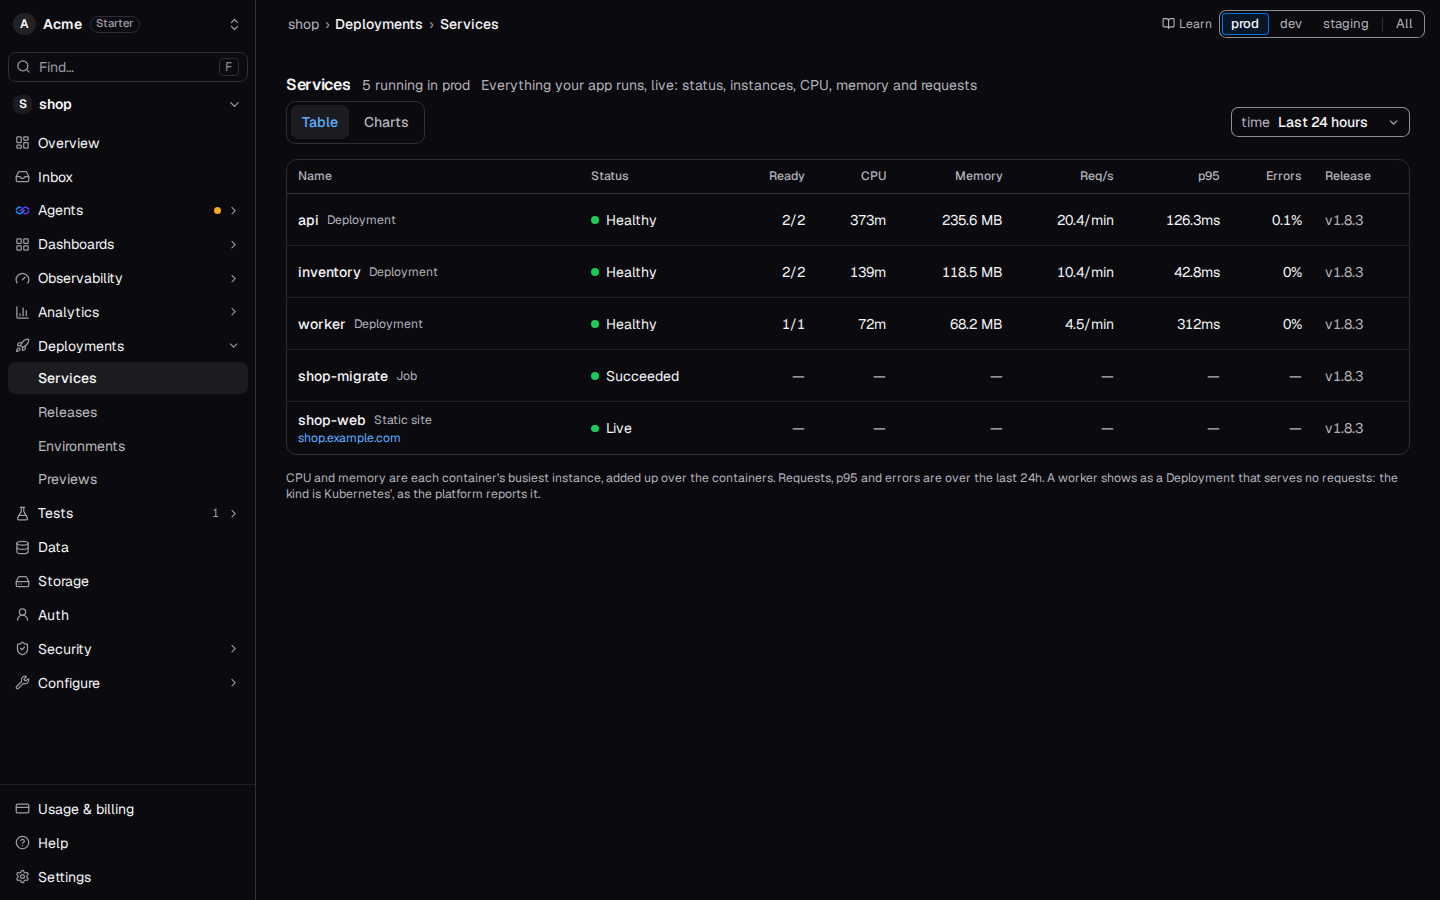 A Acme Starter
shop › Deployments › Services
Learn prod dev staging All
Find... F
S shop
Overview
Inbox
Agents
Dashboards
Observability
Analytics
Deployments
Services
Releases
Environments
Previews
Tests 1
Data
Storage
Auth
Security
Configure
Usage & billing
Help
Settings
Services 5 running in prod Everything your app runs, live: status, instances, CPU, memory and requests
Table Charts
time Last 24 hours
Name Status Ready CPU Memory Req/s p95 Errors Release
api Deployment Healthy 2/2 373m 235.6 MB 20.4/min 126.3ms 0.1% v1.8.3
inventory Deployment Healthy 2/2 139m 118.5 MB 10.4/min 42.8ms 0% v1.8.3
worker Deployment Healthy 1/1 72m 68.2 MB 4.5/min 312ms 0% v1.8.3
shop-migrate Job Succeeded — — — — — — v1.8.3
shop-web Static site Live — — — — — — v1.8.3
shop.example.com
CPU and memory are each container's busiest instance, added up over the containers. Requests, p95 and errors are over the last 24h. A worker shows as a Deployment that serves no requests: the
kind is Kubernetes', as the platform reports it.